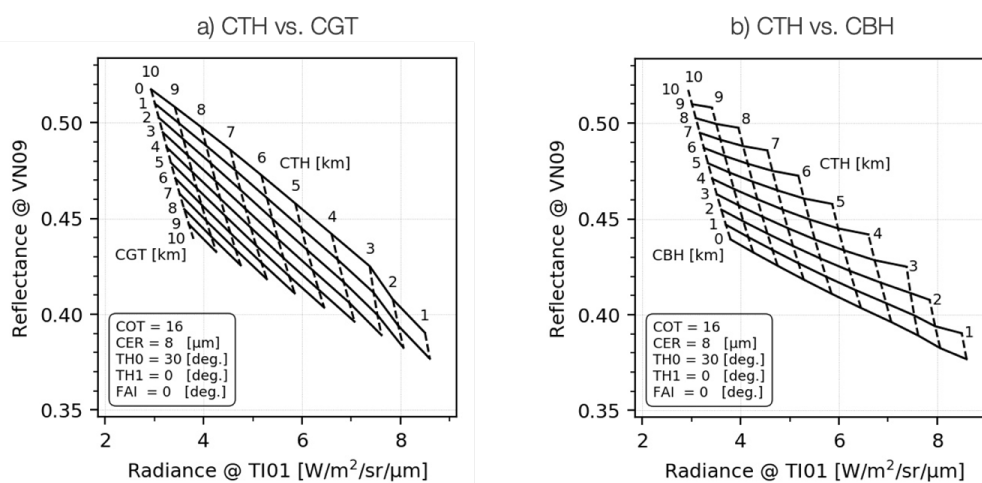 a) CTH vs. CGT
10
0
9
1
8
2
7
3
6
CTH [km]
4
5
5
6
4
7
8
3
9
10
2
CGT [km]
1
0.50
0.45
0.40
0.35
Reflectance @ VN09
COT = 16
CER = 8 [μm]
TH0 = 30 [deg.]
TH1 = 0 [deg.]
FAI = 0 [deg.]
2 4 6 8
Radiance @ TI01 [W/m²/sr/μm]
b) CTH vs. CBH
10
10
9
9
8
8
7
7
6
6
CTH [km]
5
5
4
4
3
3
2
2
1
1
0
CBH [km]
0.50
0.45
0.40
0.35
Reflectance @ VN09
COT = 16
CER = 8 [μm]
TH0 = 30 [deg.]
TH1 = 0 [deg.]
FAI = 0 [deg.]
2 4 6 8
Radiance @ TI01 [W/m²/sr/μm]